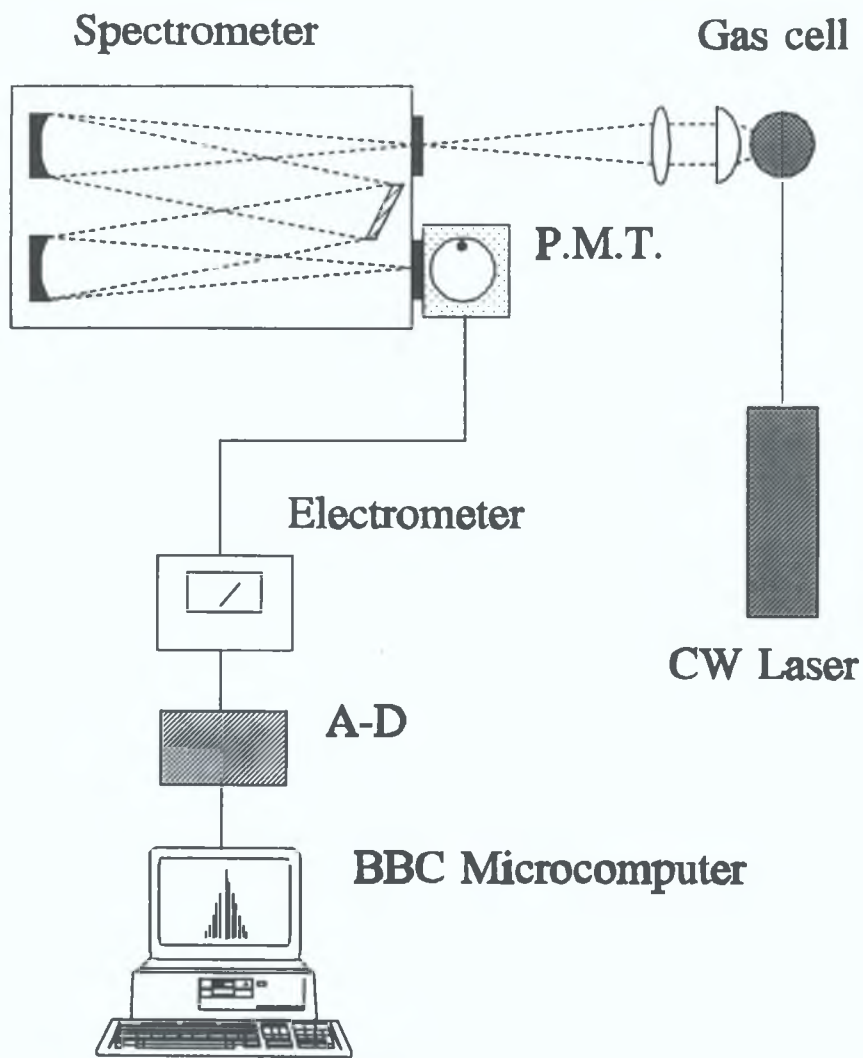 Spectrometer
Gas cell
P.M.T.
Electrometer
CW Laser
A-D
BBC Microcomputer